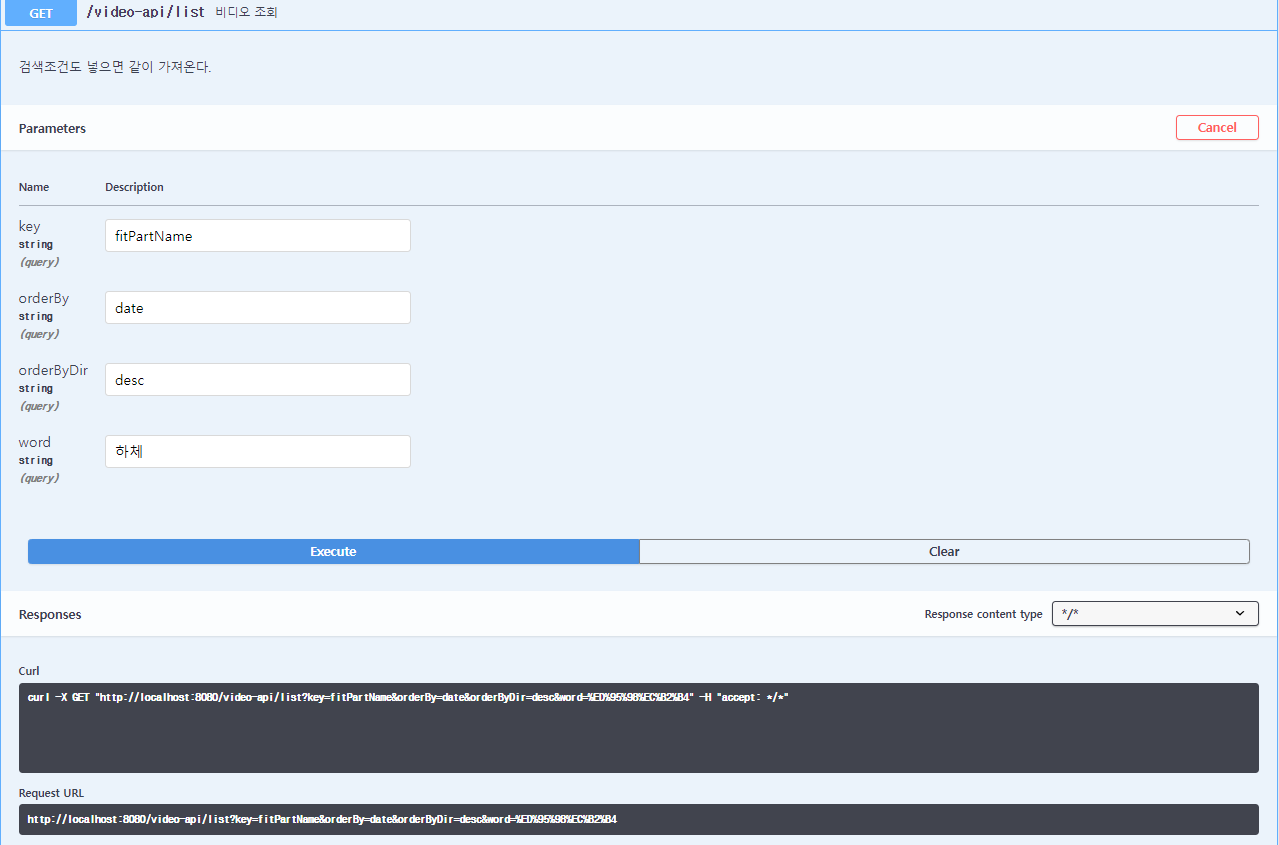 GET /video-api/list 비디오 조회
검색조건도 넣으면 같이 가져온다.
Parameters
Cancel
Name Description
key
string
(query)
fitPartName
orderBy
string
(query)
date
orderByDir
string
(query)
desc
word
string
(query)
하체
Execute Clear
Responses
Response content type */*
Curl
curl -X GET "http://localhost:8080/video-api/list?key=fitPartName&orderBy=date&orderByDir=desc&word=%ED%95%98%EC%B2%B4" -H "accept: */*"
Request URL
http://localhost:8080/video-api/list?key=fitPartName&orderBy=date&orderByDir=desc&word=%ED%95%98%EC%B2%B4